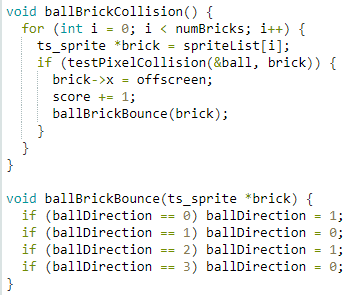 void ballBrickCollision() {
  for (int i = 0; i < numBricks; i++) {
    ts_sprite *brick = spriteList[i];
    if (testPixelCollision(&ball, brick)) {
      brick->x = offscreen;
      score += 1;
      ballBrickBounce(brick);
    }
  }
}

void ballBrickBounce(ts_sprite *brick) {
  if (ballDirection == 0) ballDirection = 1;
  if (ballDirection == 1) ballDirection = 0;
  if (ballDirection == 2) ballDirection = 1;
  if (ballDirection == 3) ballDirection = 0;
}